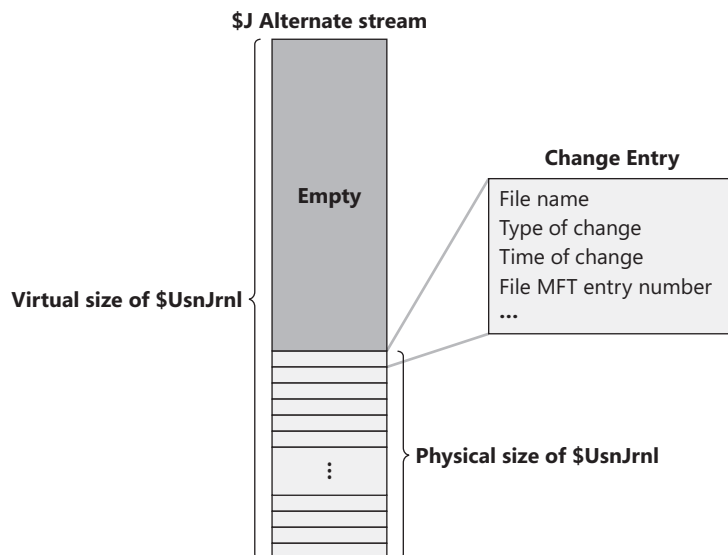 $J Alternate stream
Change Entry
Empty
File name
Type of change
Time of change
File MFT entry number
...
Virtual size of $UsnJrnl
⋮
Physical size of $UsnJrnl